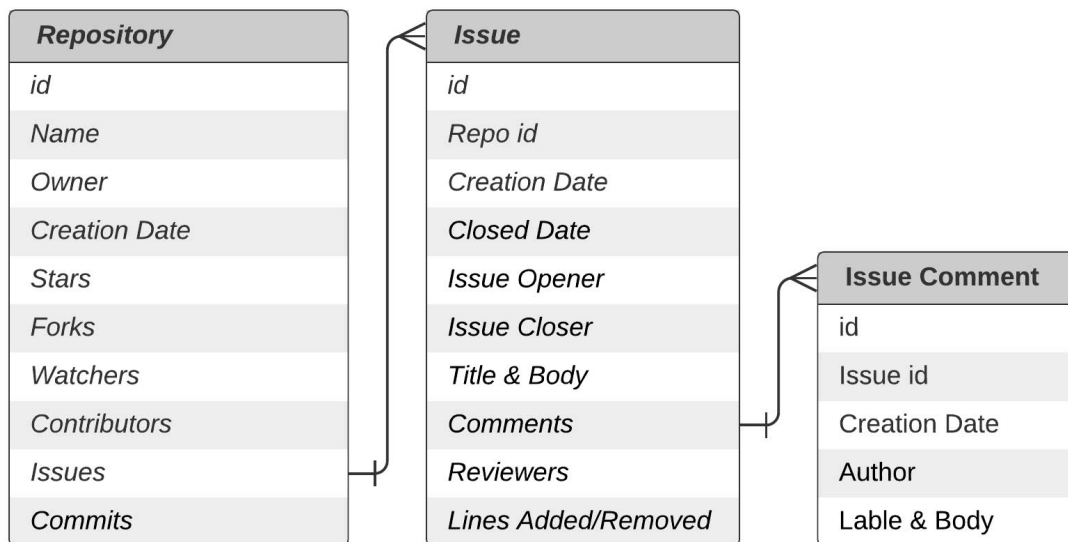 Repository
id
Name
Owner
Creation Date
Stars
Forks
Watchers
Contributors
Issues
Commits
Issue
id
Repo id
Creation Date
Closed Date
Issue Opener
Issue Closer
Title & Body
Comments
Reviewers
Lines Added/Removed
Issue Comment
id
Issue id
Creation Date
Author
Lable & Body